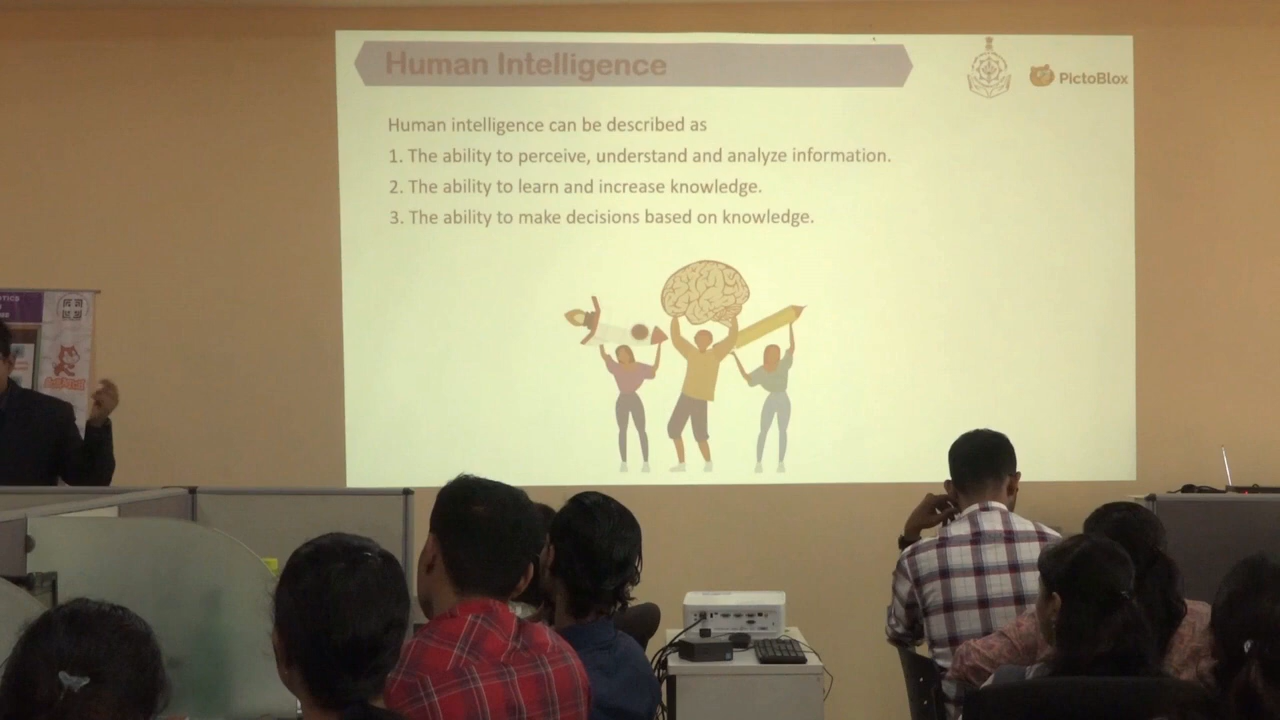 Human Intelligence
PictoBlox
Human intelligence can be described as
1. The ability to perceive, understand and analyze information.
2. The ability to learn and increase knowledge.
3. The ability to make decisions based on knowledge.